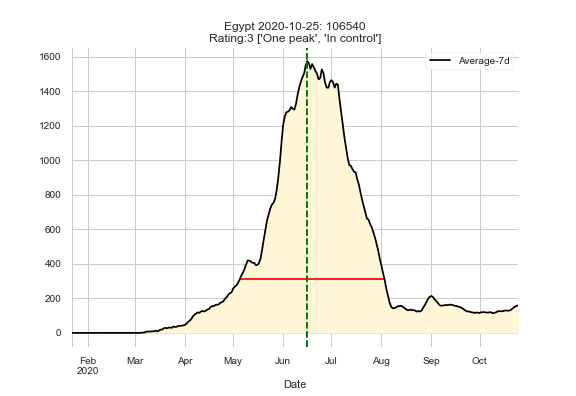 Egypt 2020-10-25: 106540
Rating:3 ['One peak', 'In control']
Average-7d
1600
1400
1200
1000
800
600
400
200
0
Feb Mar Apr May Jun Jul Aug Sep Oct
2020
Date